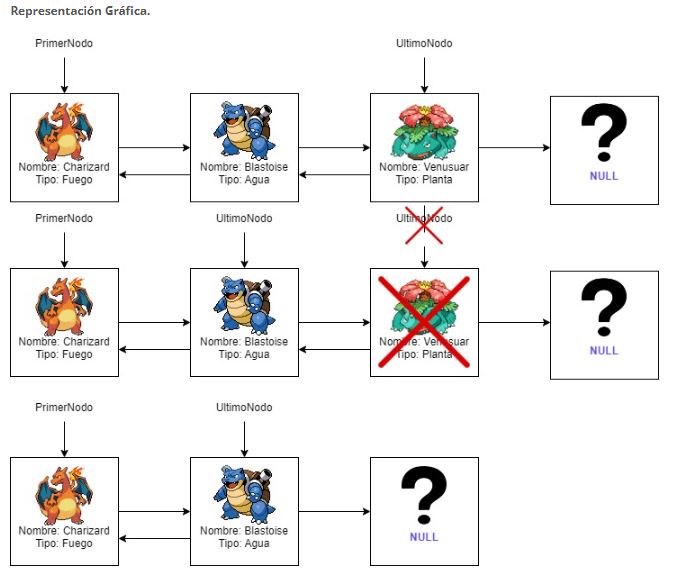 Representación Gráfica.
PrimerNodo UltimoNodo
Nombre: Charizard Nombre: Blastoise Nombre: Venusuar
Tipo: Fuego Tipo: Agua Tipo: Planta NULL
PrimerNodo UltimoNodo UltimoNodo
Nombre: Charizard Nombre: Blastoise Nombre: Venusuar
Tipo: Fuego Tipo: Agua Tipo: Planta NULL
PrimerNodo UltimoNodo
Nombre: Charizard Nombre: Blastoise
Tipo: Fuego Tipo: Agua NULL